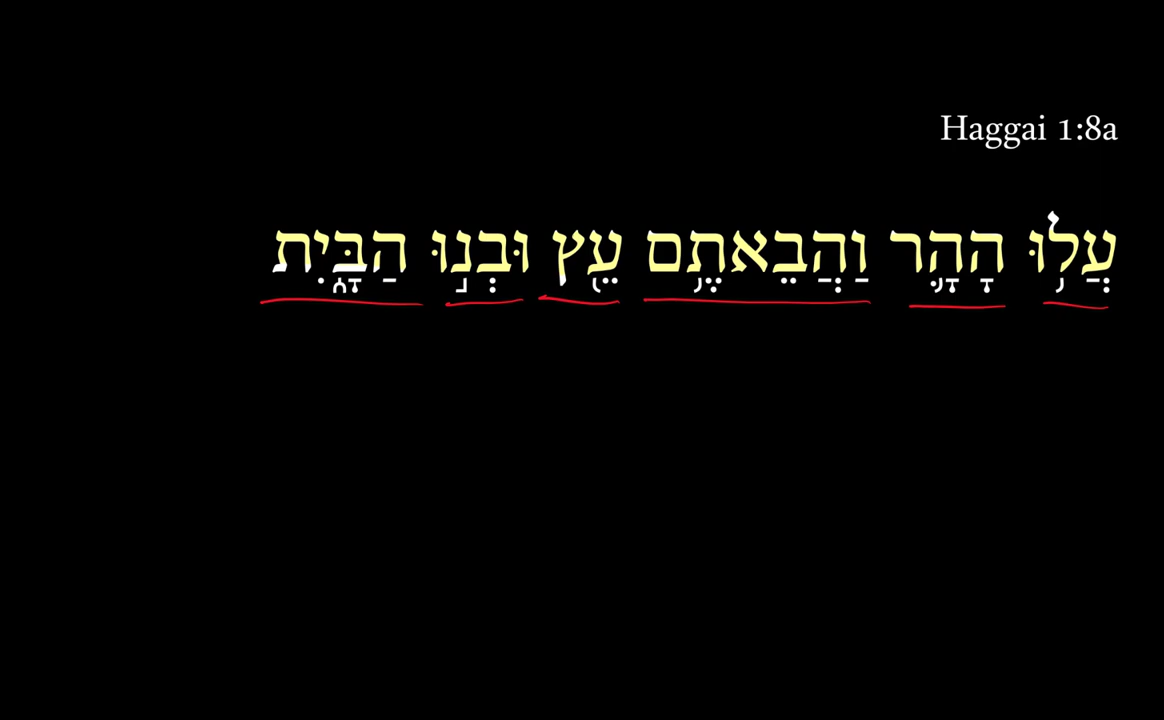 Haggai 1:8a
עֲל֥וּ הָהָ֛ר וַהֲבֵאתֶ֥ם עֵ֖ץ וּבְנ֣וּ הַבָּ֑יִת